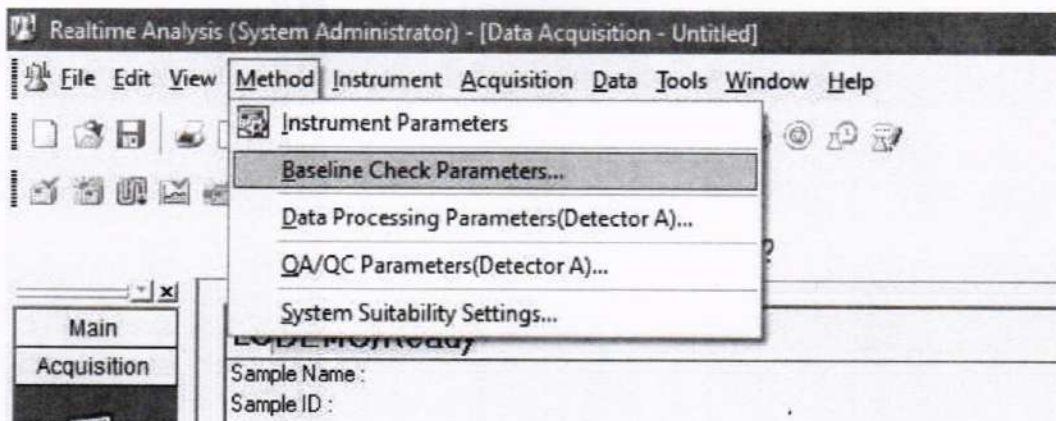 Realtime Analysis (System Administrator) - [Data Acquisition - Untitled]
File Edit View Method Instrument Acquisition Data Tools Window Help
Instrument Parameters
Baseline Check Parameters...
Data Processing Parameters(Detector A)...
QA/QC Parameters(Detector A)...
System Suitability Settings...
Main
Acquisition
Sample Name :
Sample ID :